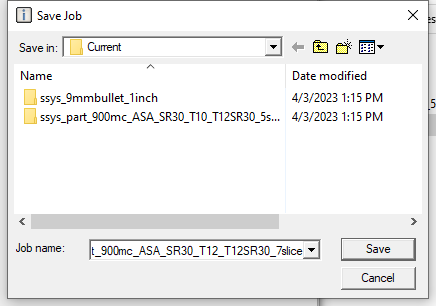 Save Job
Save in: Current
Name Date modified
ssys_9mmbullet_1inch 4/3/2023 1:15 PM
ssys_part_900mc_ASA_SR30_T10_T12SR30_5s... 4/3/2023 1:15 PM
Job name: t_900mc_ASA_SR30_T12_T12SR30_7slice Save
Cancel